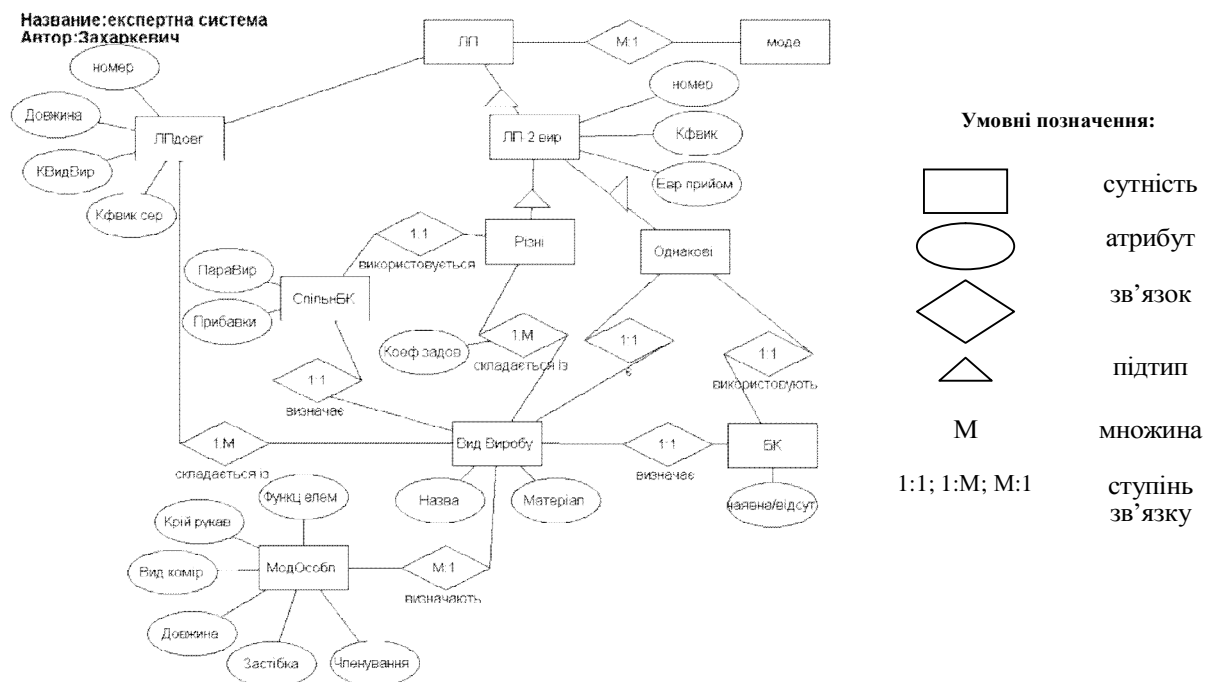 Название:експертна система
Автор:Захаркевич
ЛП
М:1
мода
номер
Довжина
КВидВир
Кфвик сер
ЛПдовг
ЛП 2 вир
номер
Кфвик
Евр прийом
1:1
використовується
Різні
Однакові
ПараВир
Прибавки
СпільнБК
Коеф задов
1:М
складається із
1:1
є
1:1
використовують
1:1
визначає
1:М
складається із
Вид Виробу
1:1
визначає
БК
Назва
Матеріал
наявна/відсут
Функц елем
Крій рукав
Вид комір
МодОсобл
М:1
визначають
Довжина
Застібка
Членування
Умовні позначення:
сутність
атрибут
зв’язок
підтип
М множина
1:1; 1:М; М:1 ступінь
зв’язку